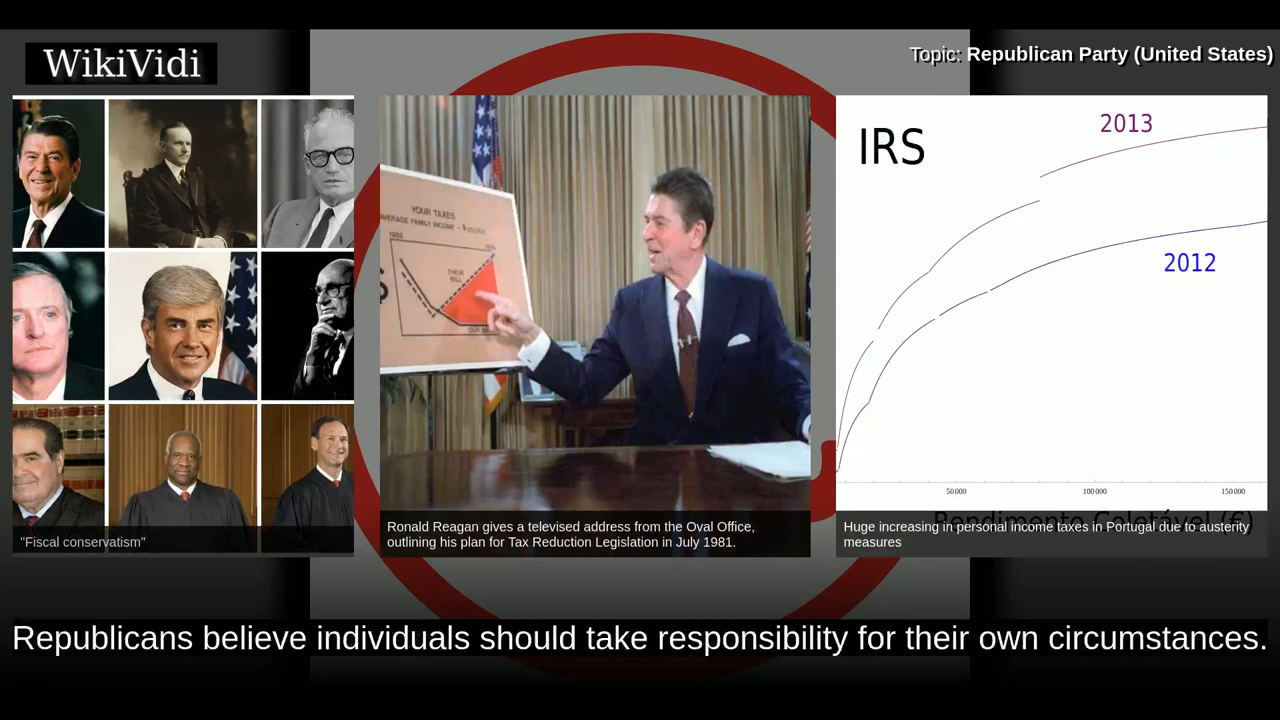 WikiVidi
Topic: Republican Party (United States)
"Fiscal conservatism"
YOUR TAXES
AVERAGE FAMILY INCOME
THEIR
BILL
OUR
Ronald Reagan gives a televised address from the Oval Office,
outlining his plan for Tax Reduction Legislation in July 1981.
IRS
2013
2012
50 000
100 000
150 000
Rendimento Coletável (€)
Huge increasing in personal income taxes in Portugal due to austerity
measures
Republicans believe individuals should take responsibility for their own circumstances.